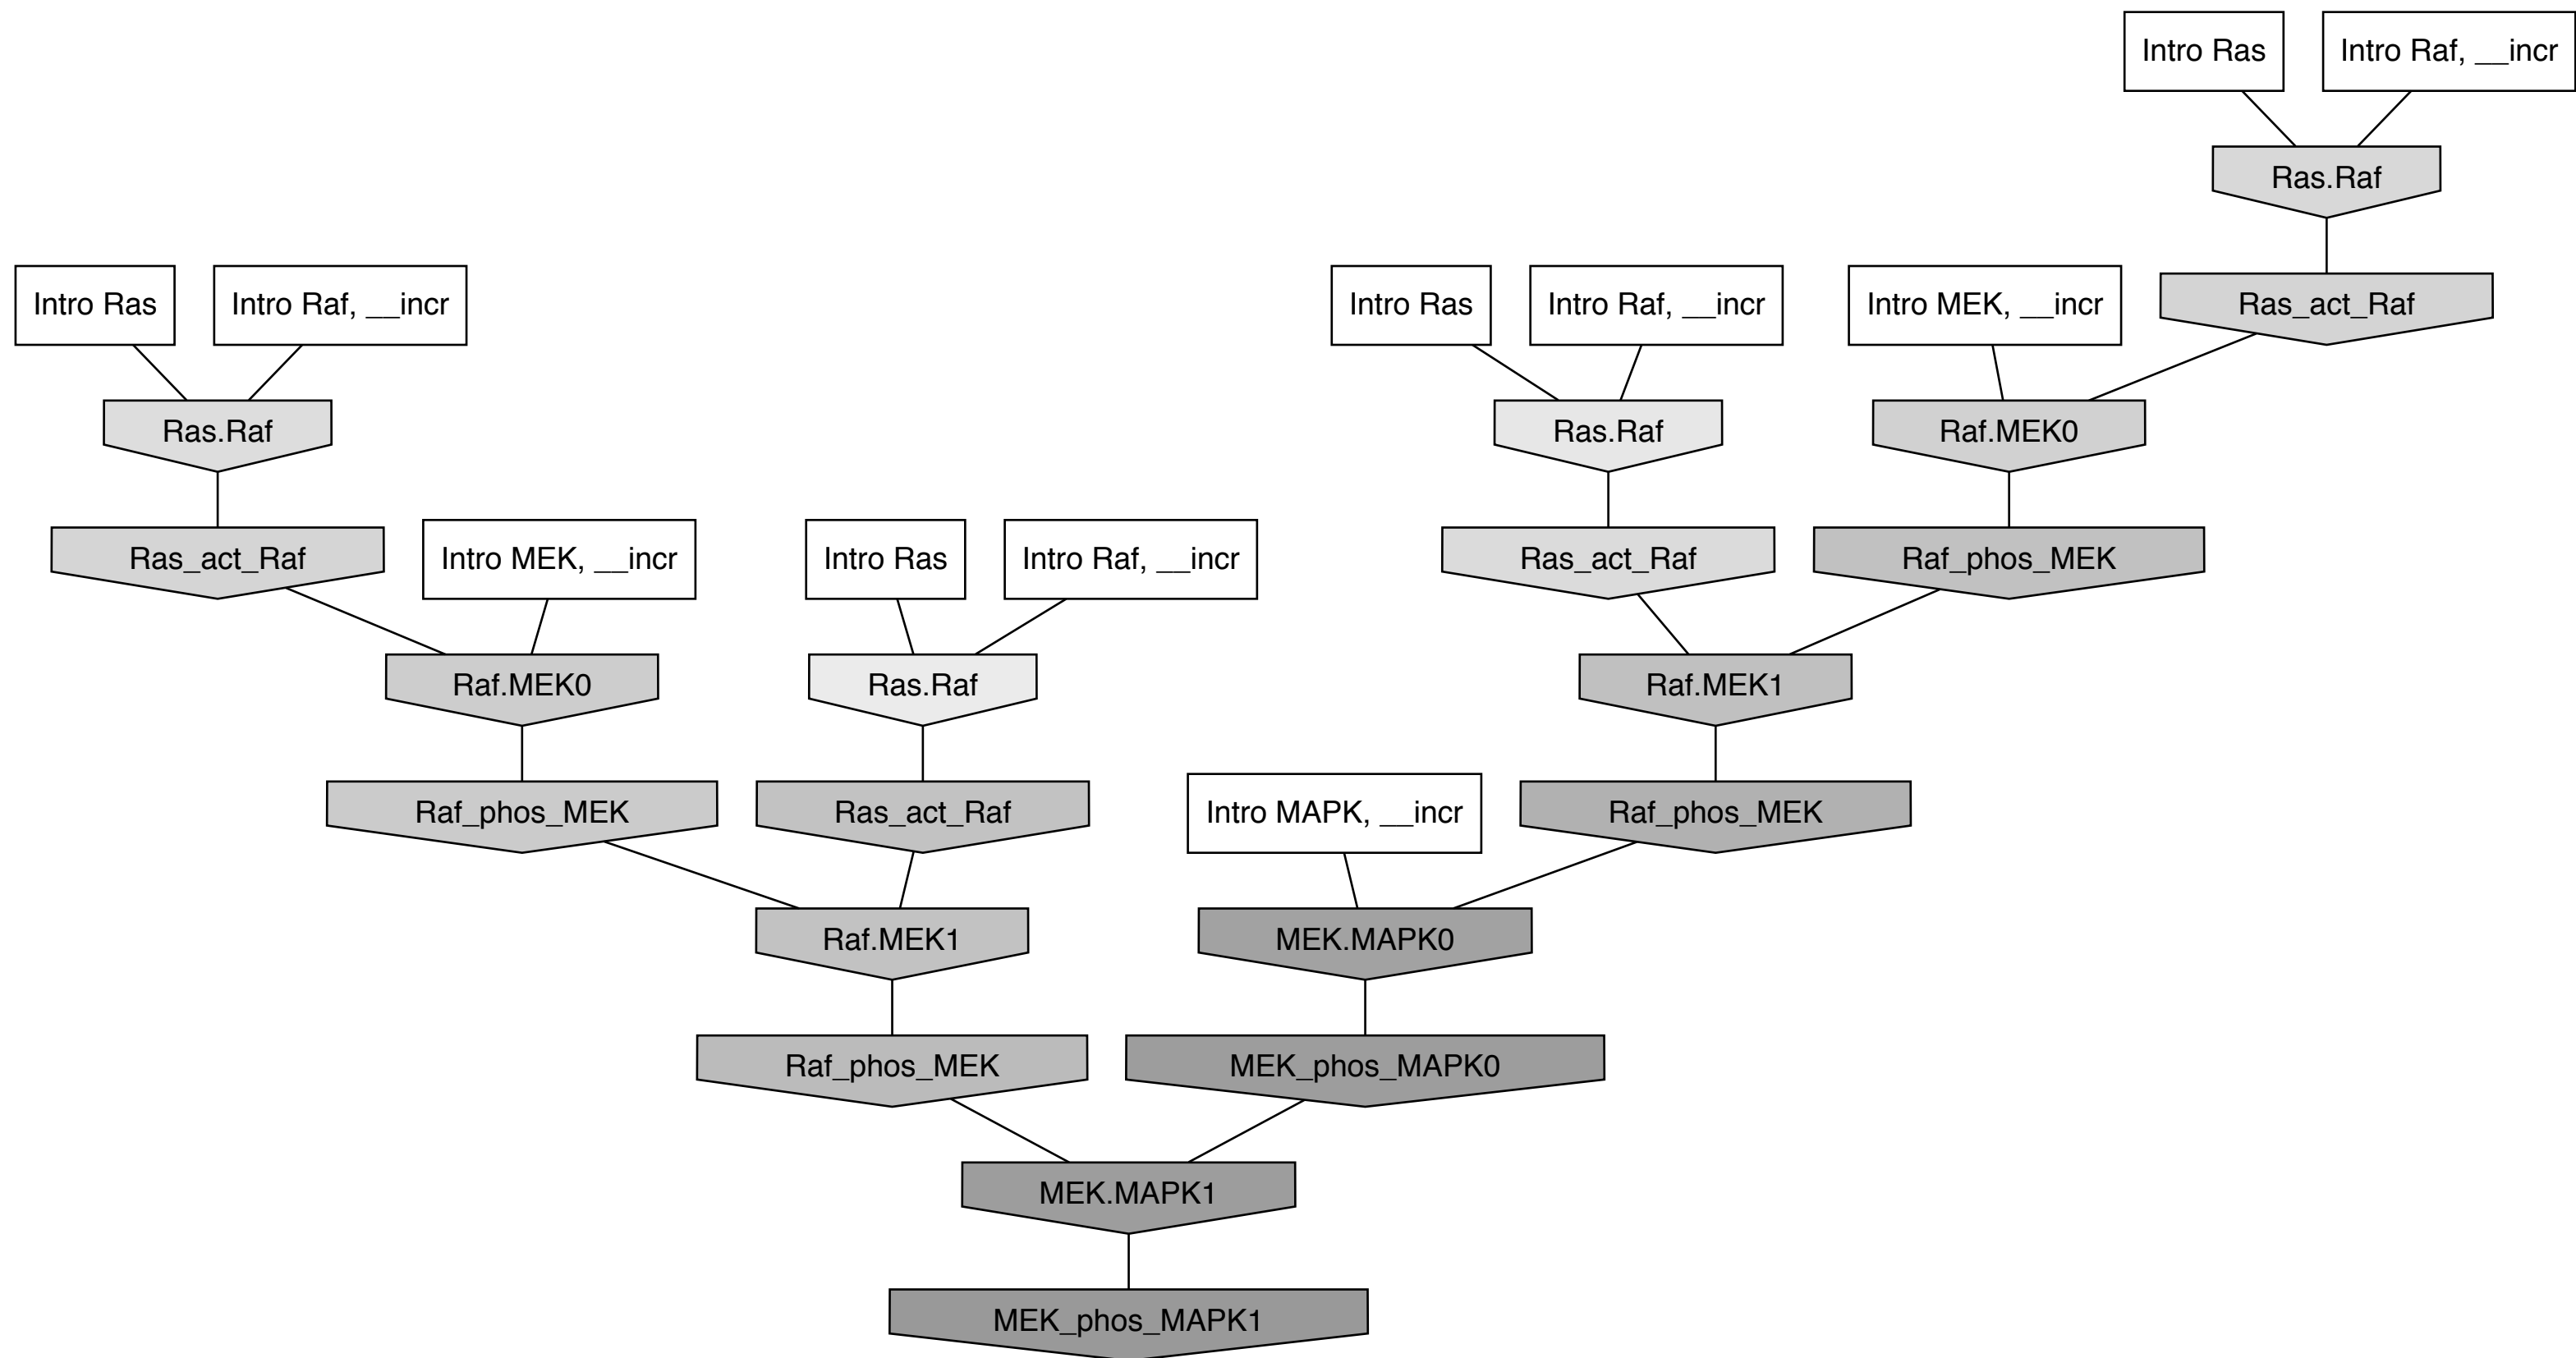 Intro Ras
Intro Raf, __incr
Ras.Raf
Intro Ras
Intro Raf, __incr
Intro Ras
Intro Raf, __incr
Intro MEK, __incr
Ras_act_Raf
Ras.Raf
Ras.Raf
Raf.MEK0
Ras_act_Raf
Intro MEK, __incr
Intro Ras
Intro Raf, __incr
Ras_act_Raf
Raf_phos_MEK
Raf.MEK0
Ras.Raf
Raf.MEK1
Raf_phos_MEK
Ras_act_Raf
Intro MAPK, __incr
Raf_phos_MEK
Raf.MEK1
MEK.MAPK0
Raf_phos_MEK
MEK_phos_MAPK0
MEK.MAPK1
MEK_phos_MAPK1